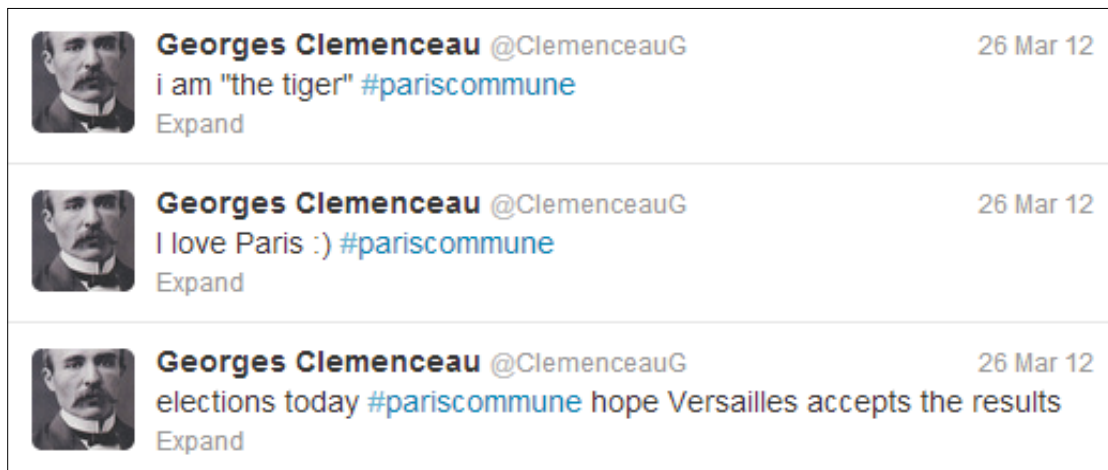 Georges Clemenceau @ClemenceauG 26 Mar 12
i am "the tiger" #pariscommune
Expand
Georges Clemenceau @ClemenceauG 26 Mar 12
I love Paris :) #pariscommune
Expand
Georges Clemenceau @ClemenceauG 26 Mar 12
elections today #pariscommune hope Versailles accepts the results
Expand